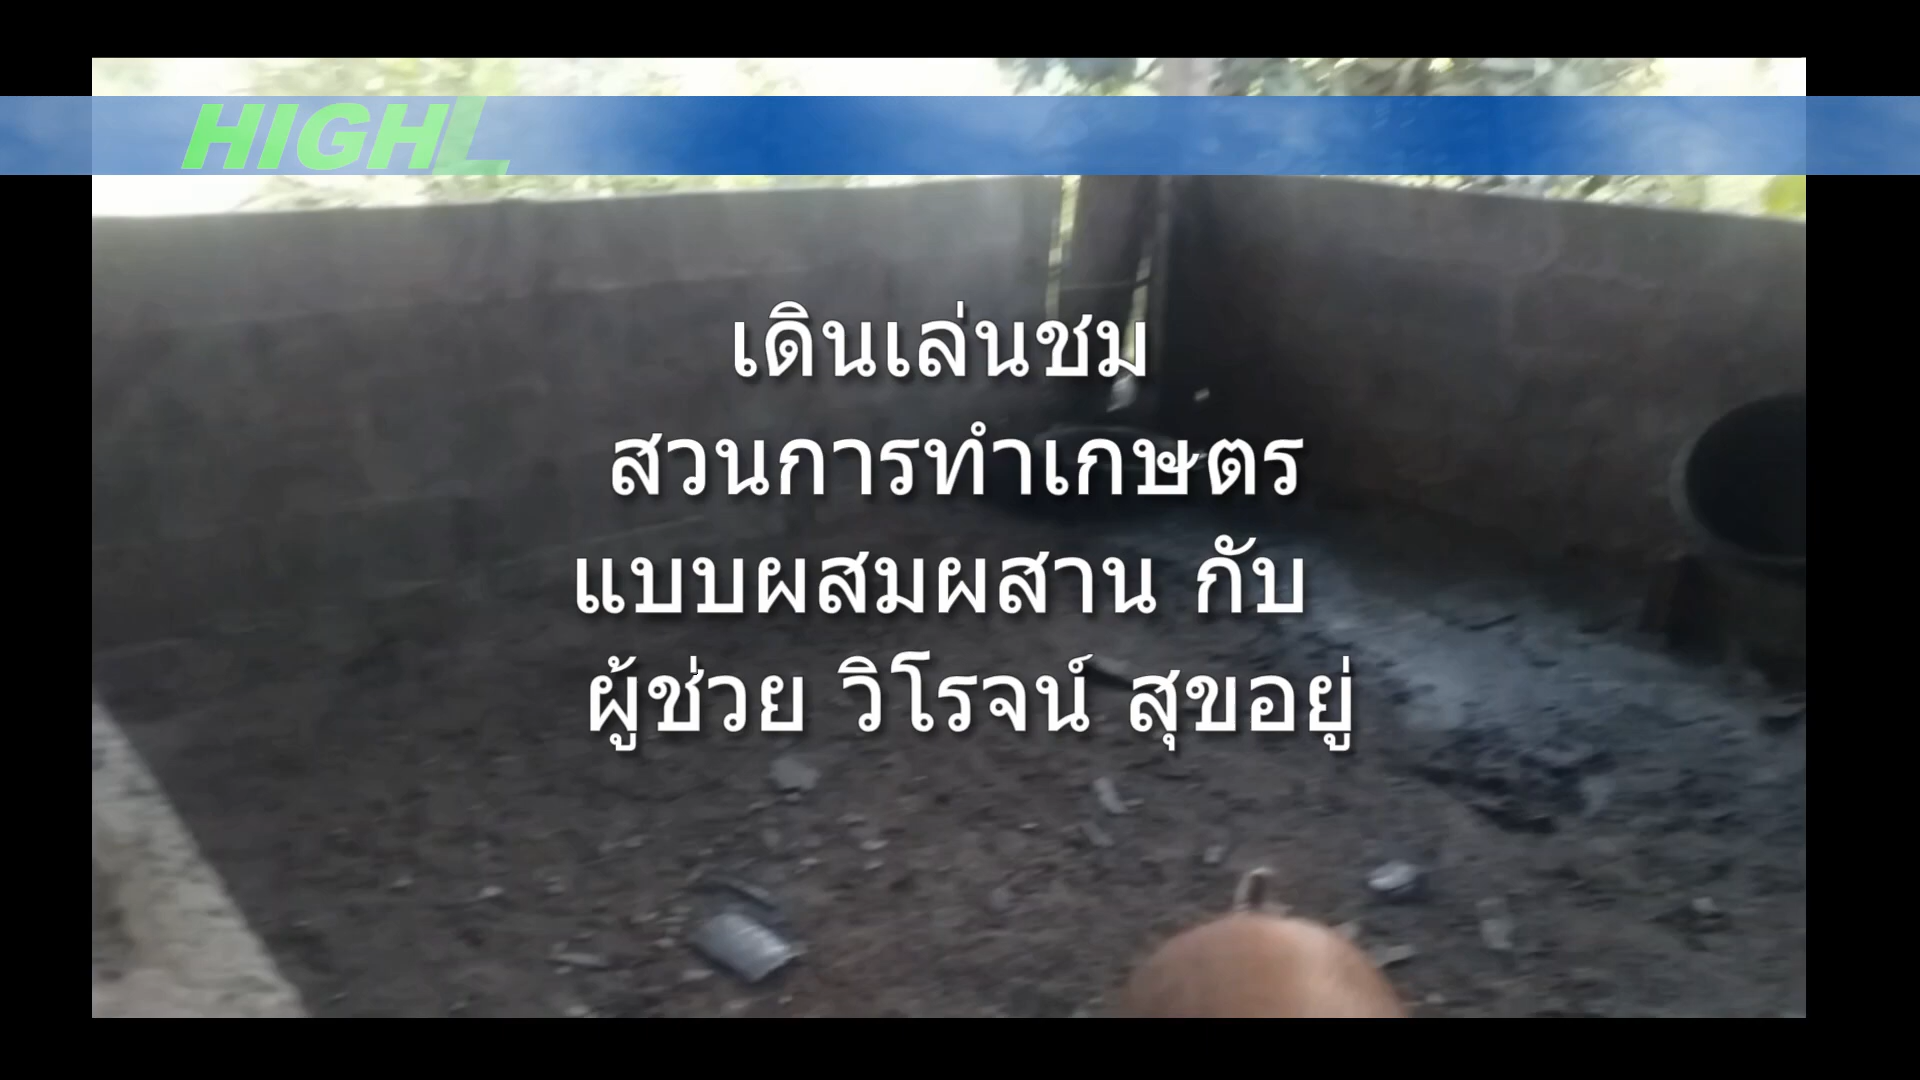 HIGHL
เดินเล่นชม
สวนการทำเกษตร
แบบผสมผสาน กับ
ผู้ช่วย วิโรจน์ สุขอยู่